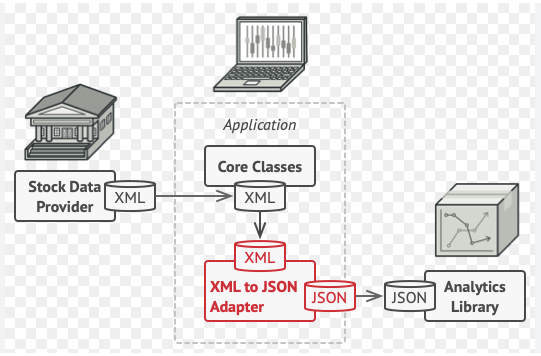 Application
Stock Data
Provider
XML
Core Classes
XML
XML
XML to JSON
Adapter
JSON
JSON
Analytics
Library